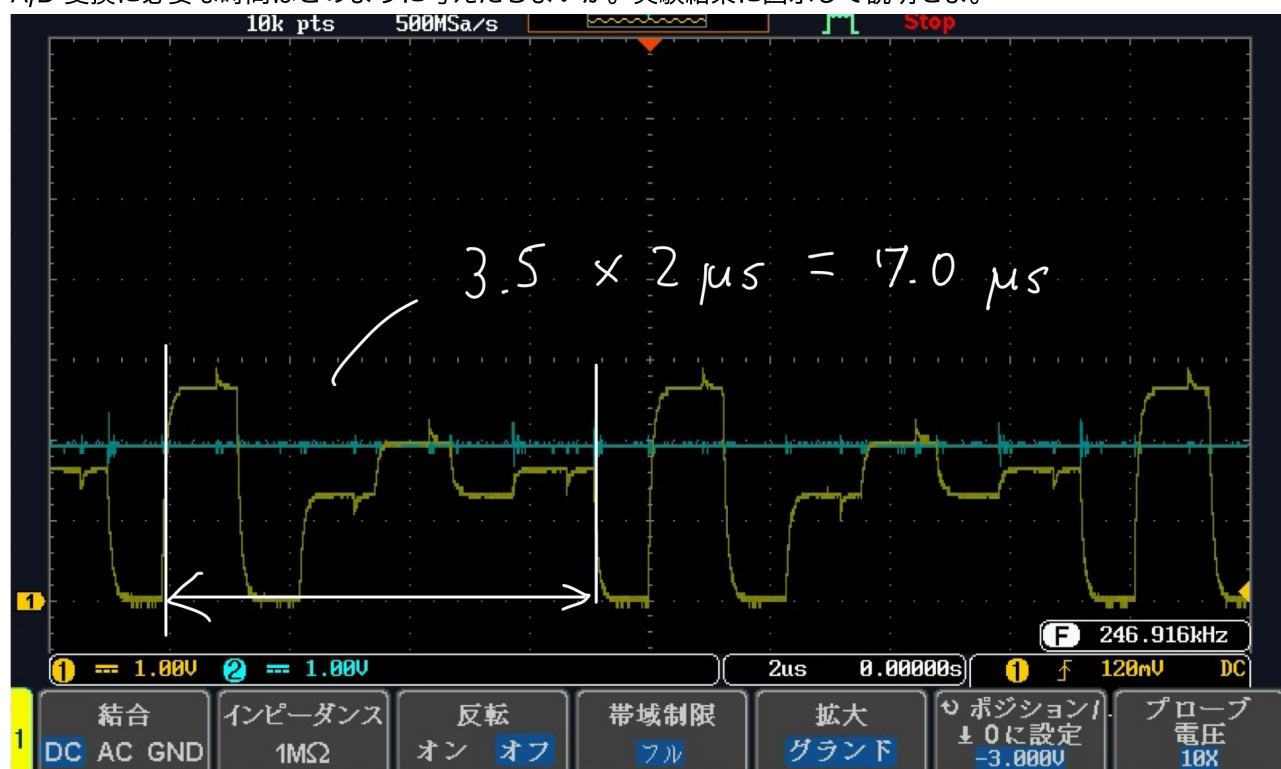 A/D 変換に必要な時間はどのように考えたらよいか。実験結果に図示して説明せよ。
10k pts 500MSa/s Stop
3.5 × 2 μs = 7.0 μs
1
F 246.916kHz
1 1.00V 2 1.00V 2us 0.00000s 1 120mV DC
1
結合 インピーダンス 反転 帯域制限 拡大 ポジション/ プローブ
0に設定 電圧
DC AC GND 1MΩ オン オフ フル グランド -3.000V 10X